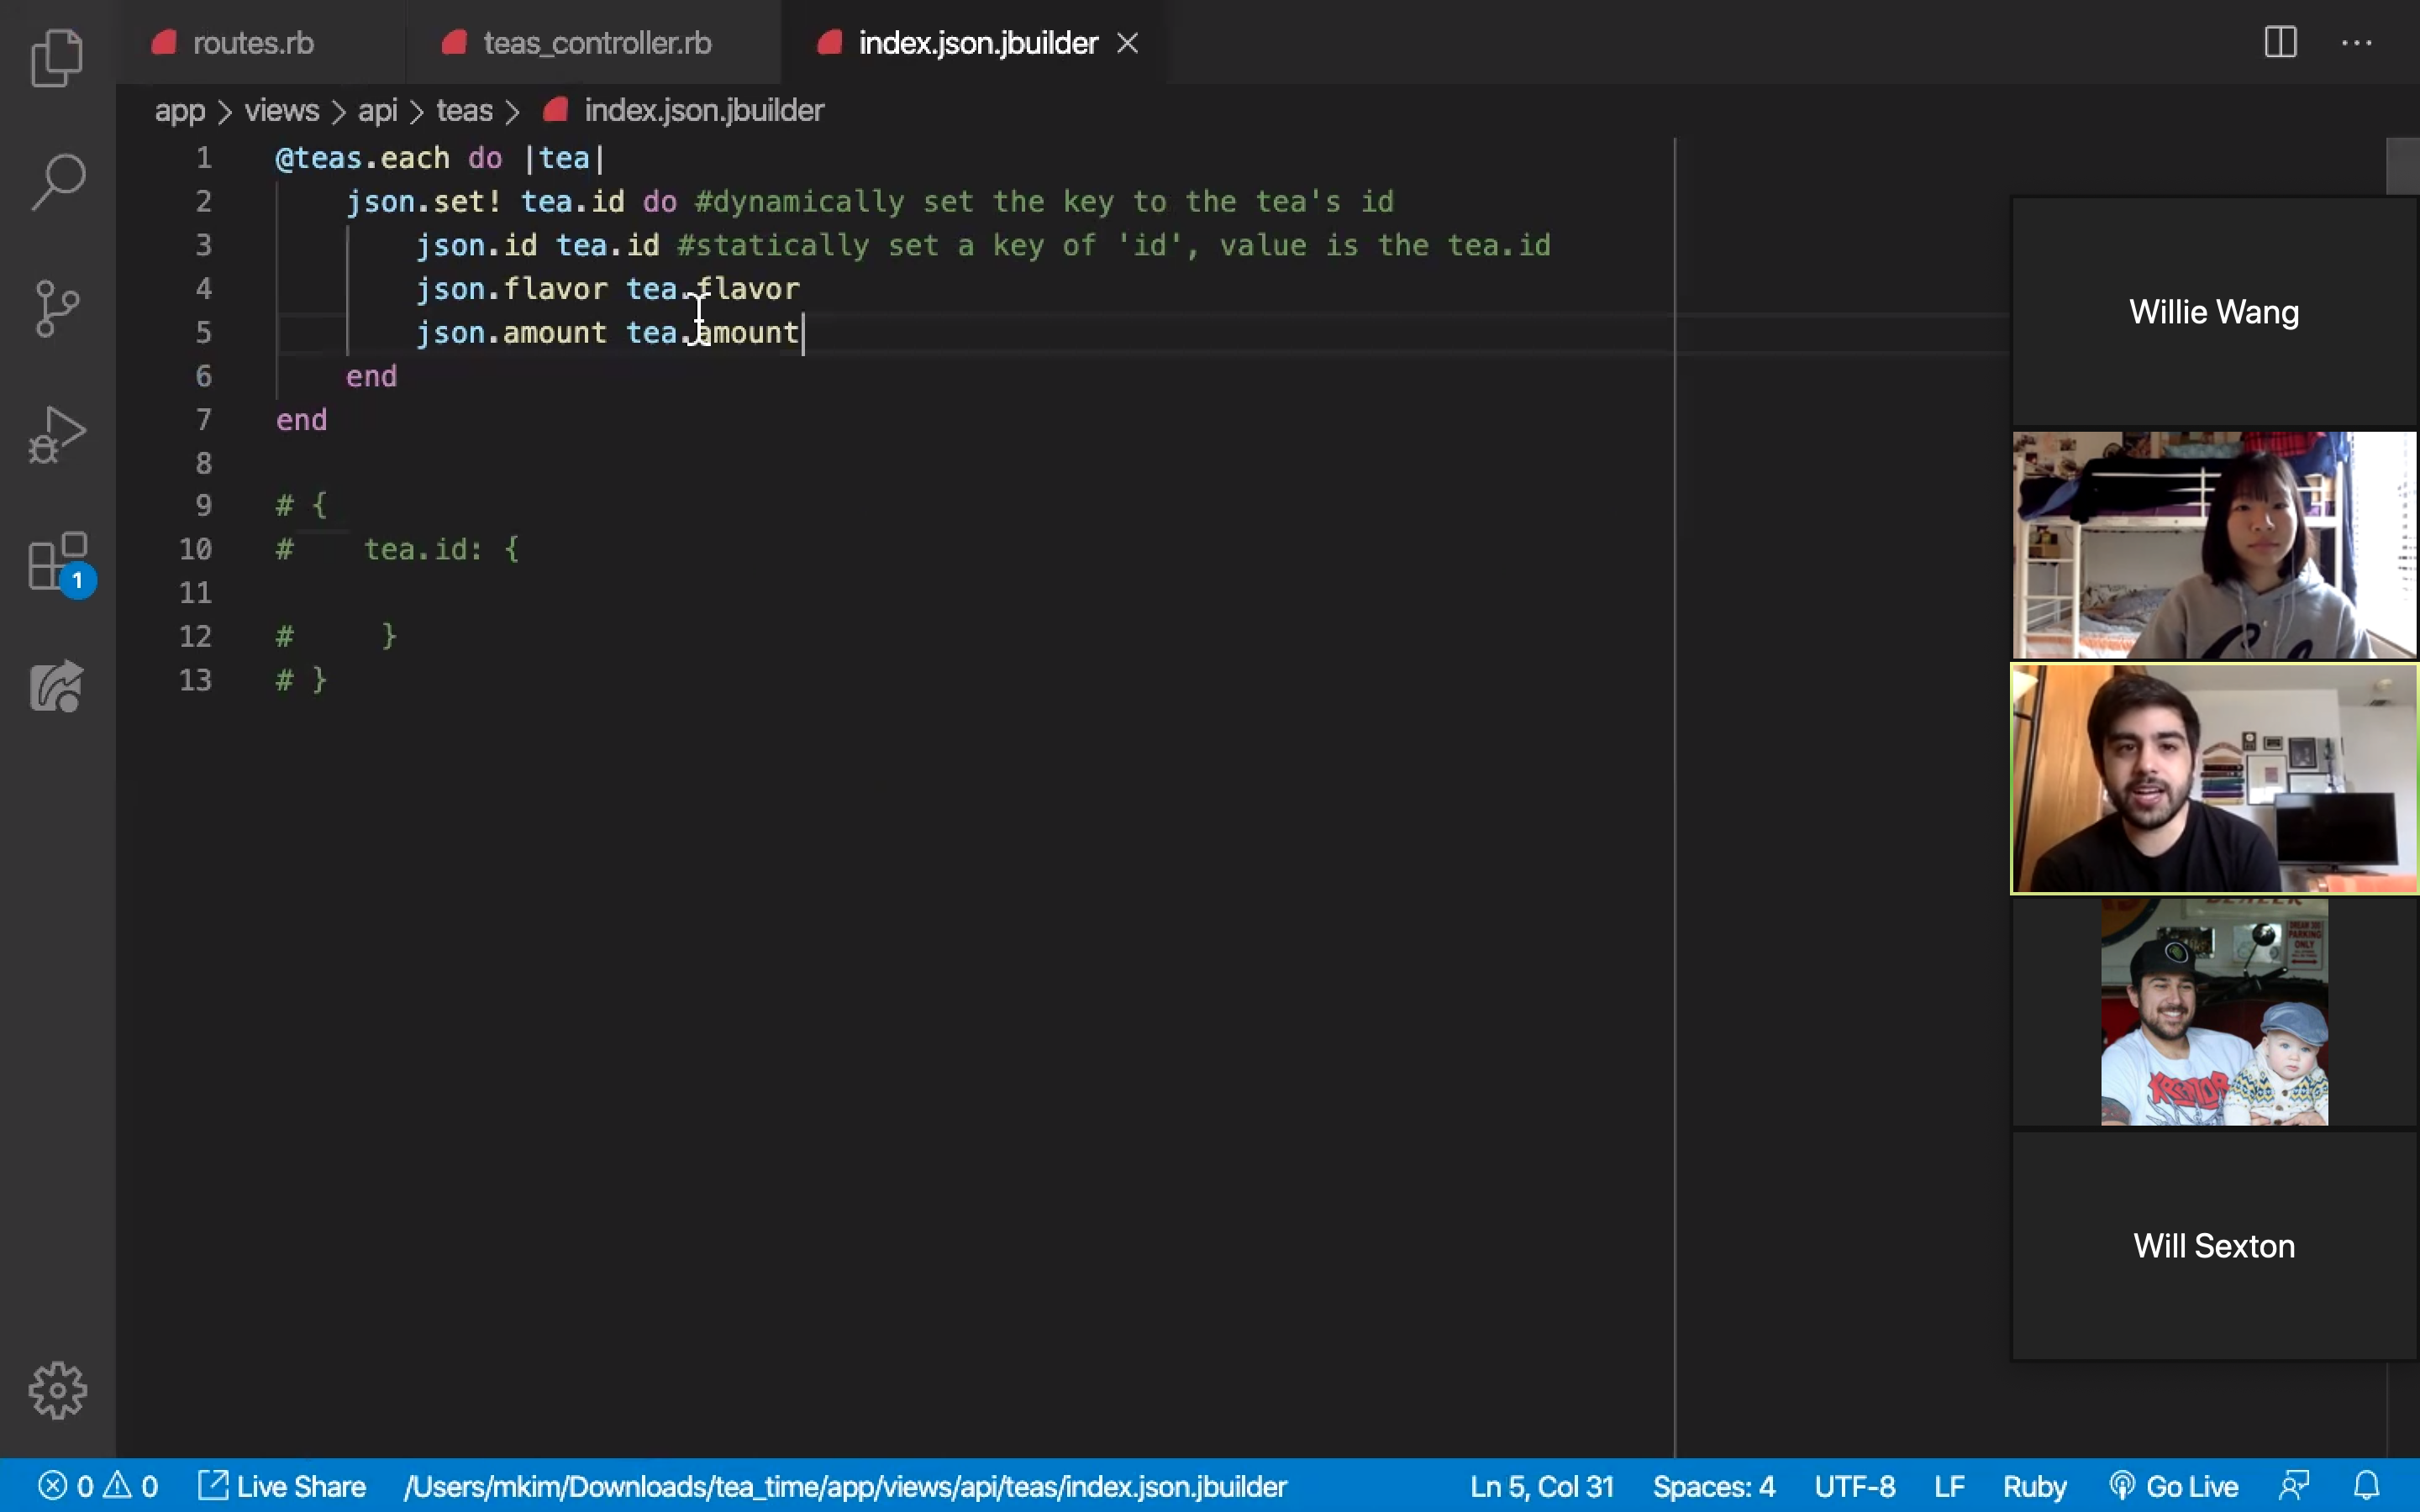 routes.rb
teas_controller.rb
index.json.jbuilder
app > views > api > teas > index.json.jbuilder
1 @teas.each do |tea|
2 json.set! tea.id do #dynamically set the key to the tea's id
3 json.id tea.id #statically set a key of 'id', value is the tea.id
4 json.flavor tea.flavor
5 json.amount tea.amount
6 end
7 end
8
9 # {
10 # tea.id: {
11
12 # }
13 # }
1
Willie Wang
DREAM 300
PARKING
ONLY
KREATOR
Will Sexton
0 0 Live Share /Users/mkim/Downloads/tea_time/app/views/api/teas/index.json.jbuilder Ln 5, Col 31 Spaces: 4 UTF-8 LF Ruby Go Live